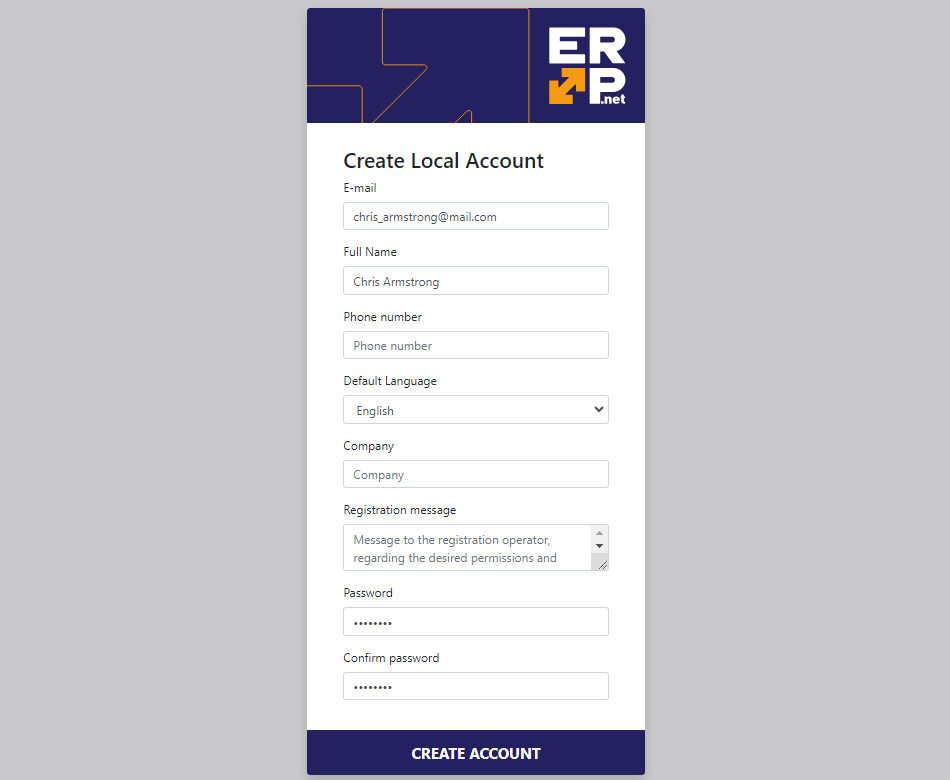 ER
P.net
Create Local Account
E-mail
chris_armstrong@mail.com
Full Name
Chris Armstrong
Phone number
Phone number
Default Language
English
Company
Company
Registration message
Message to the registration operator,
regarding the desired permissions and
Password
••••••••
Confirm password
••••••••
CREATE ACCOUNT